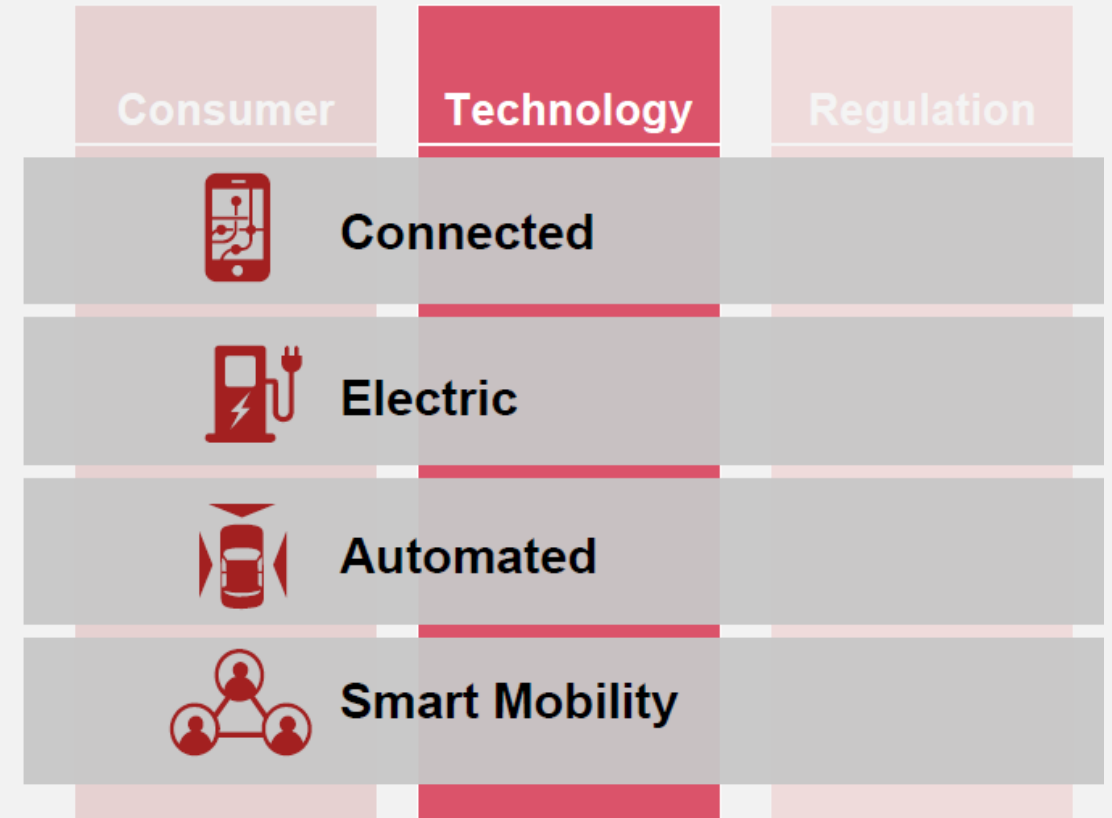 Consumer
Technology
Regulation
Connected
Electric
Automated
Smart Mobility